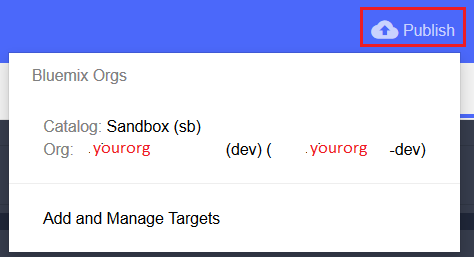 Publish
Bluemix Orgs
Catalog: Sandbox (sb)
Org: .yourorg (dev) ( .yourorg -dev)
Add and Manage Targets